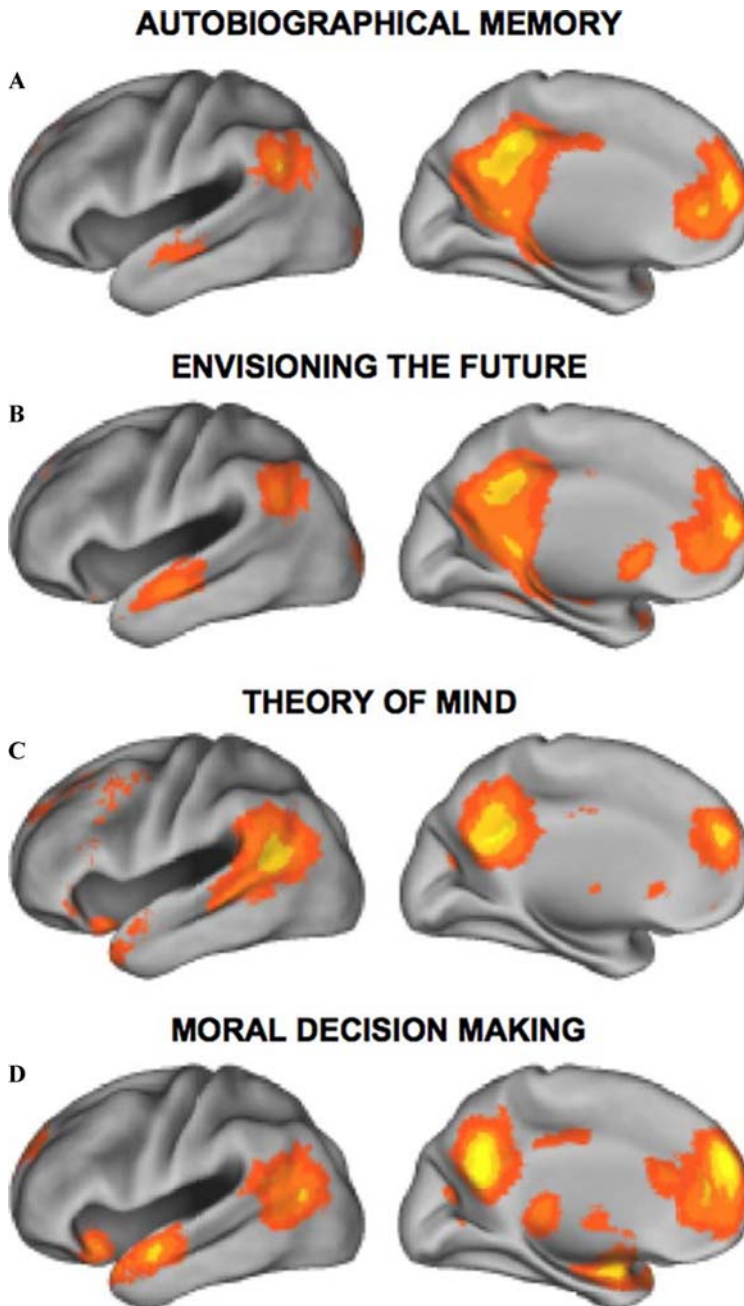 AUTOBIOGRAPHICAL MEMORY
A
ENVISIONING THE FUTURE
B
THEORY OF MIND
C
MORAL DECISION MAKING
D